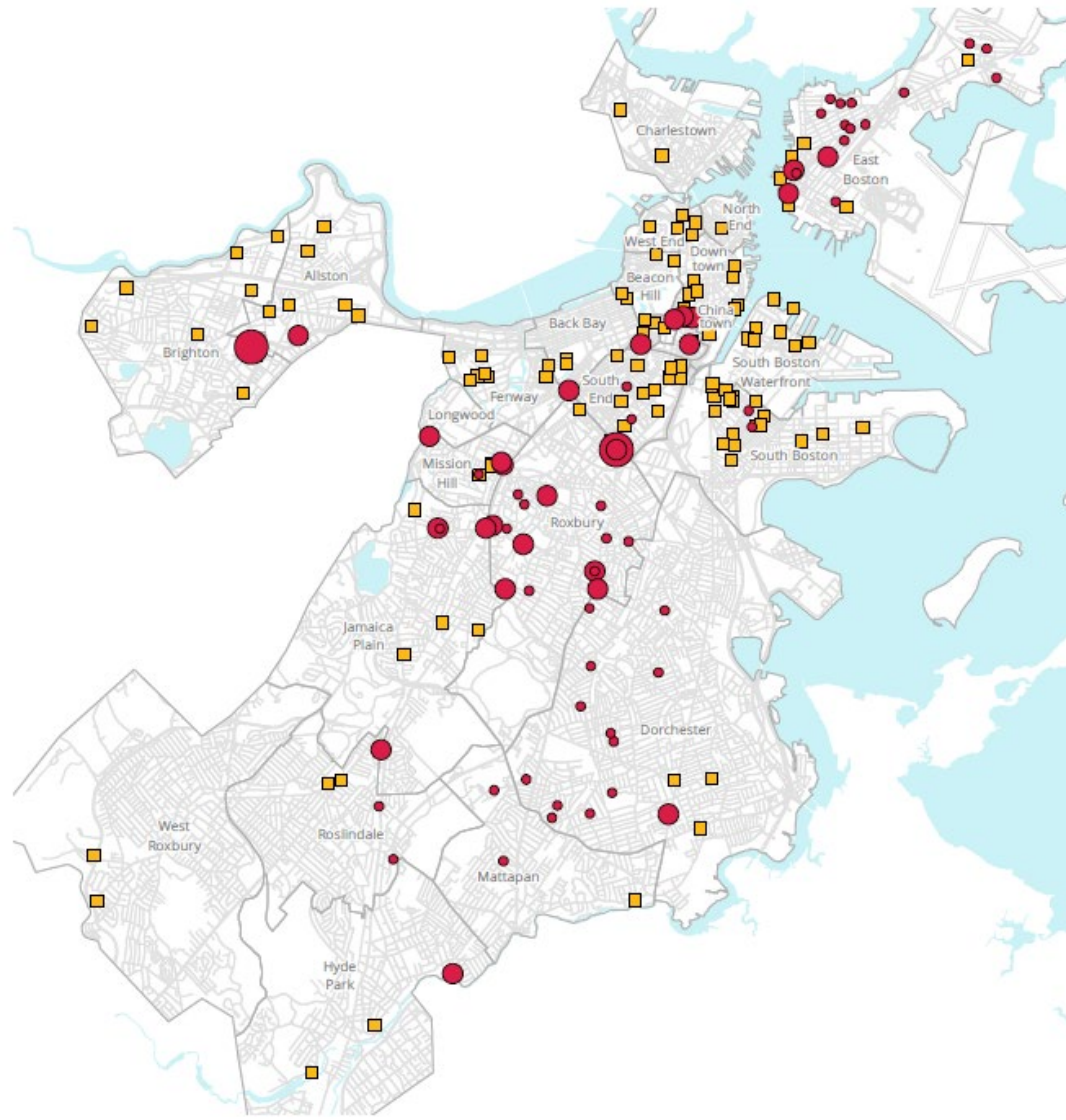 Charlestown
East
Boston
North
End
West End
Down
town
Allston
Beacon
Hill
China
town
Back Bay
Brighton
South Boston
Waterfront
South
End
Fenway
Longwood
South Boston
Mission
Hill
Roxbury
Jamaica
Plain
Dorchester
West
Roxbury
Roslindale
Mattapan
Hyde
Park